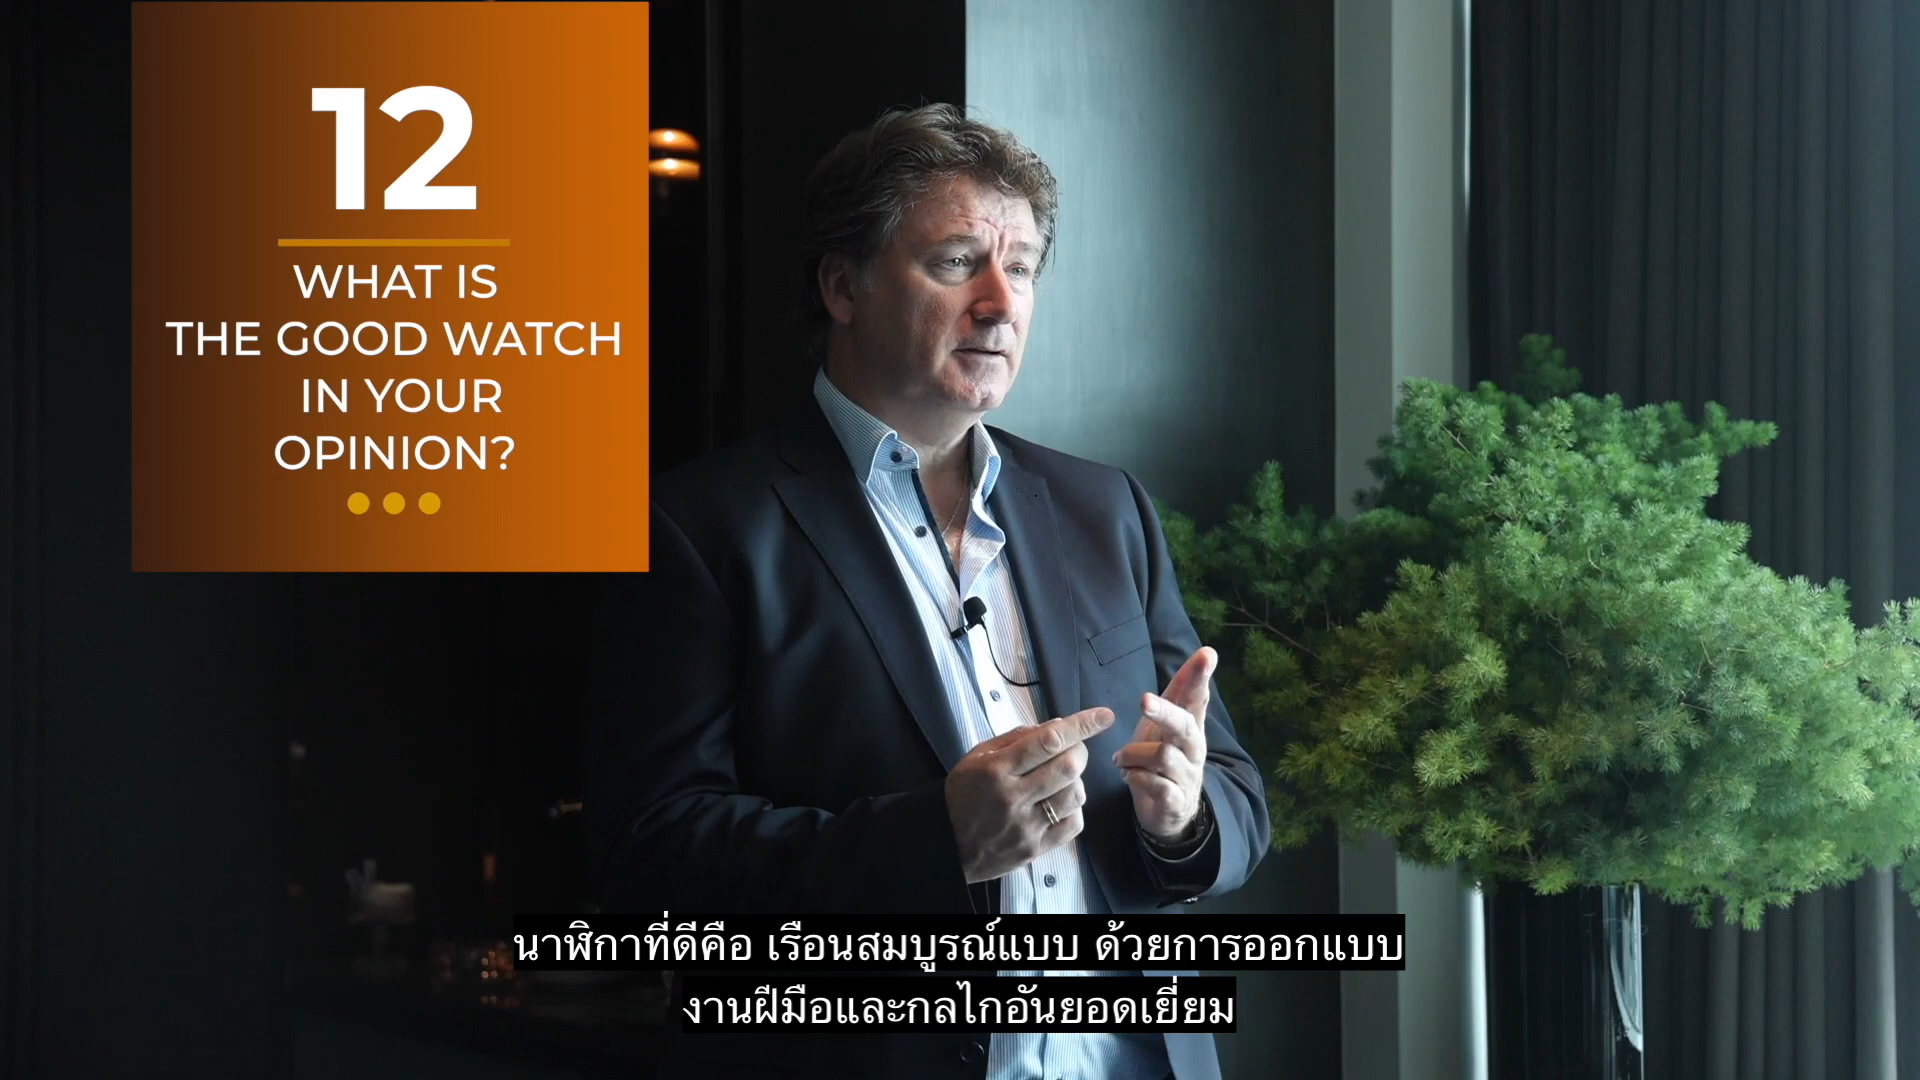 12
WHAT IS
THE GOOD WATCH
IN YOUR
OPINION?
นาฬิกาที่ดีคือ เรือนสมบูรณ์แบบ ด้วยการออกแบบ
งานฝีมือและกลไกอันยอดเยี่ยม